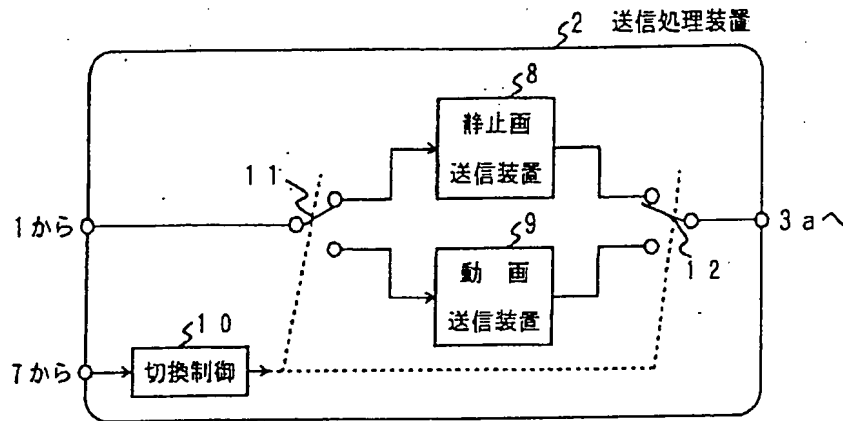 2 送信処理装置
8
静止画
送信装置
11
1から
3aへ
9
12
動 画
送信装置
10
7から
切換制御